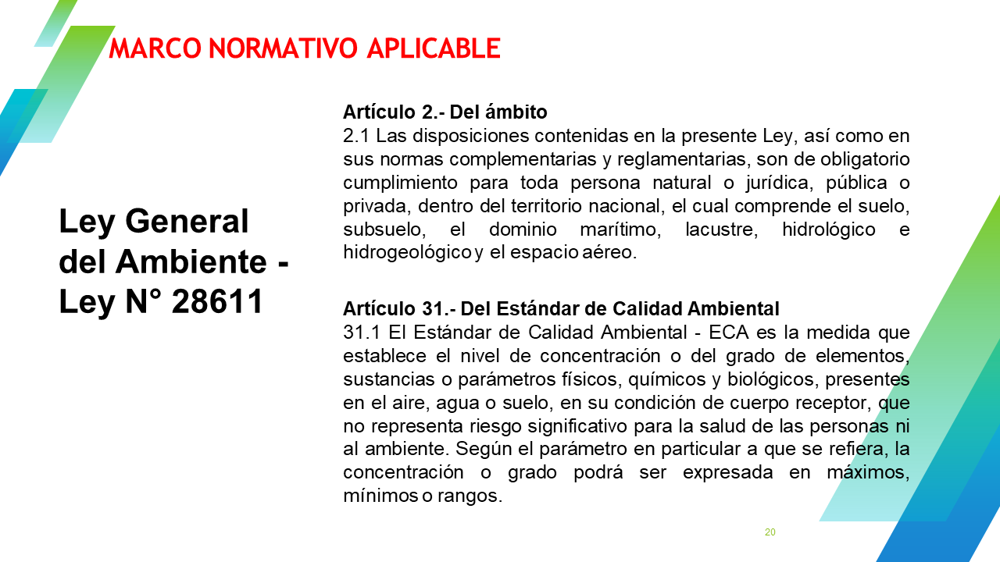 MARCO NORMATIVO APLICABLE
Ley General
del Ambiente -
Ley N° 28611
Artículo 2.- Del ámbito
2.1 Las disposiciones contenidas en la presente Ley, así como en
sus normas complementarias y reglamentarias, son de obligatorio
cumplimiento para toda persona natural o jurídica, pública o
privada, dentro del territorio nacional, el cual comprende el suelo,
subsuelo, el dominio marítimo, lacustre, hidrológico e
hidrogeológico y el espacio aéreo.
Artículo 31.- Del Estándar de Calidad Ambiental
31.1 El Estándar de Calidad Ambiental - ECA es la medida que
establece el nivel de concentración o del grado de elementos,
sustancias o parámetros físicos, químicos y biológicos, presentes
en el aire, agua o suelo, en su condición de cuerpo receptor, que
no representa riesgo significativo para la salud de las personas ni
al ambiente. Según el parámetro en particular a que se refiera, la
concentración o grado podrá ser expresada en máximos,
mínimos o rangos.
20